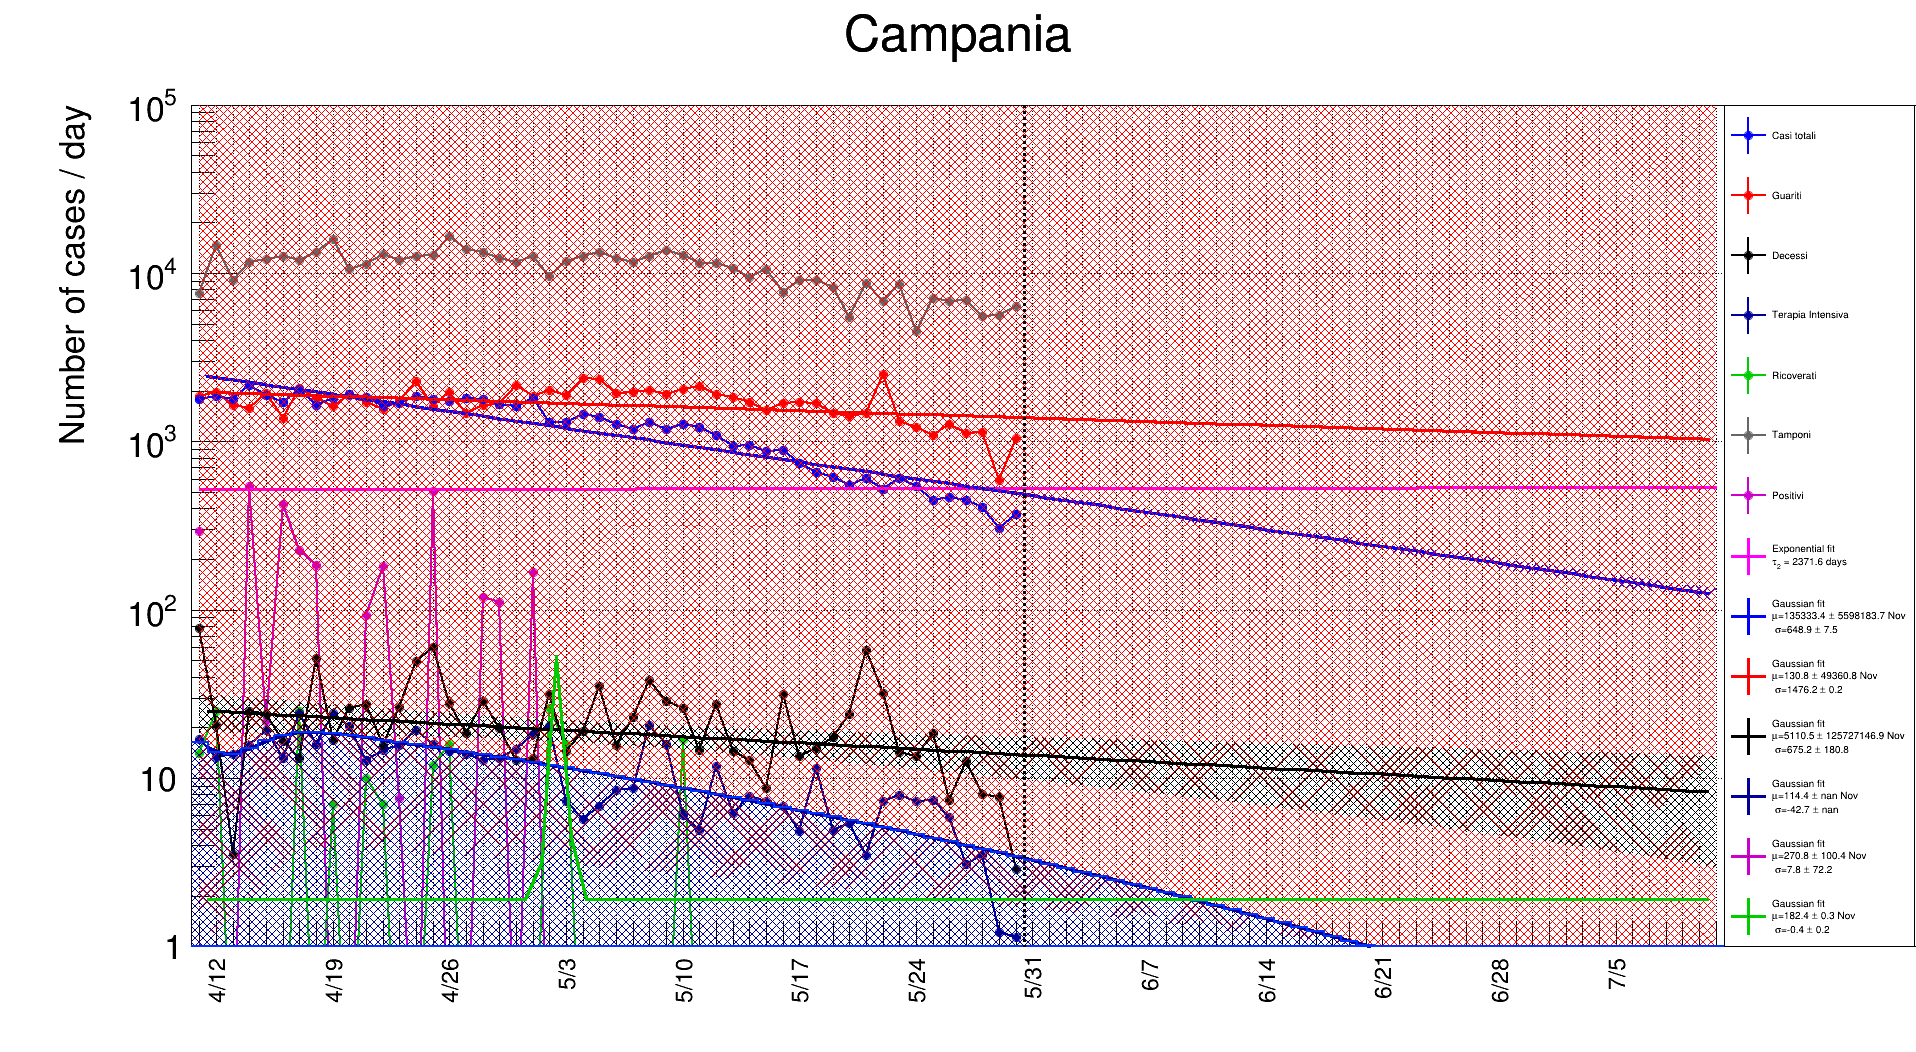 Campania
Number of cases / day
10^5
10^4
10^3
10^2
10
1
4/12
4/19
4/26
5/3
5/10
5/17
5/24
5/31
6/7
6/14
6/21
6/28
7/5
Casi totali
Guariti
Decessi
Terapia Intensiva
Ricoverati
Tamponi
Positivi
Exponential fit
τ₂ = 2371.6 days
Gaussian fit
μ=135333.4 ± 5598183.7 Nov
σ=648.9 ± 7.5
Gaussian fit
μ=130.8 ± 49360.8 Nov
σ=1476.2 ± 0.2
Gaussian fit
μ=5110.5 ± 125727146.9 Nov
σ=675.2 ± 180.8
Gaussian fit
μ=114.4 ± nan Nov
σ=-42.7 ± nan
Gaussian fit
μ=270.8 ± 100.4 Nov
σ=7.8 ± 72.2
Gaussian fit
μ=182.4 ± 0.3 Nov
σ=-0.4 ± 0.2